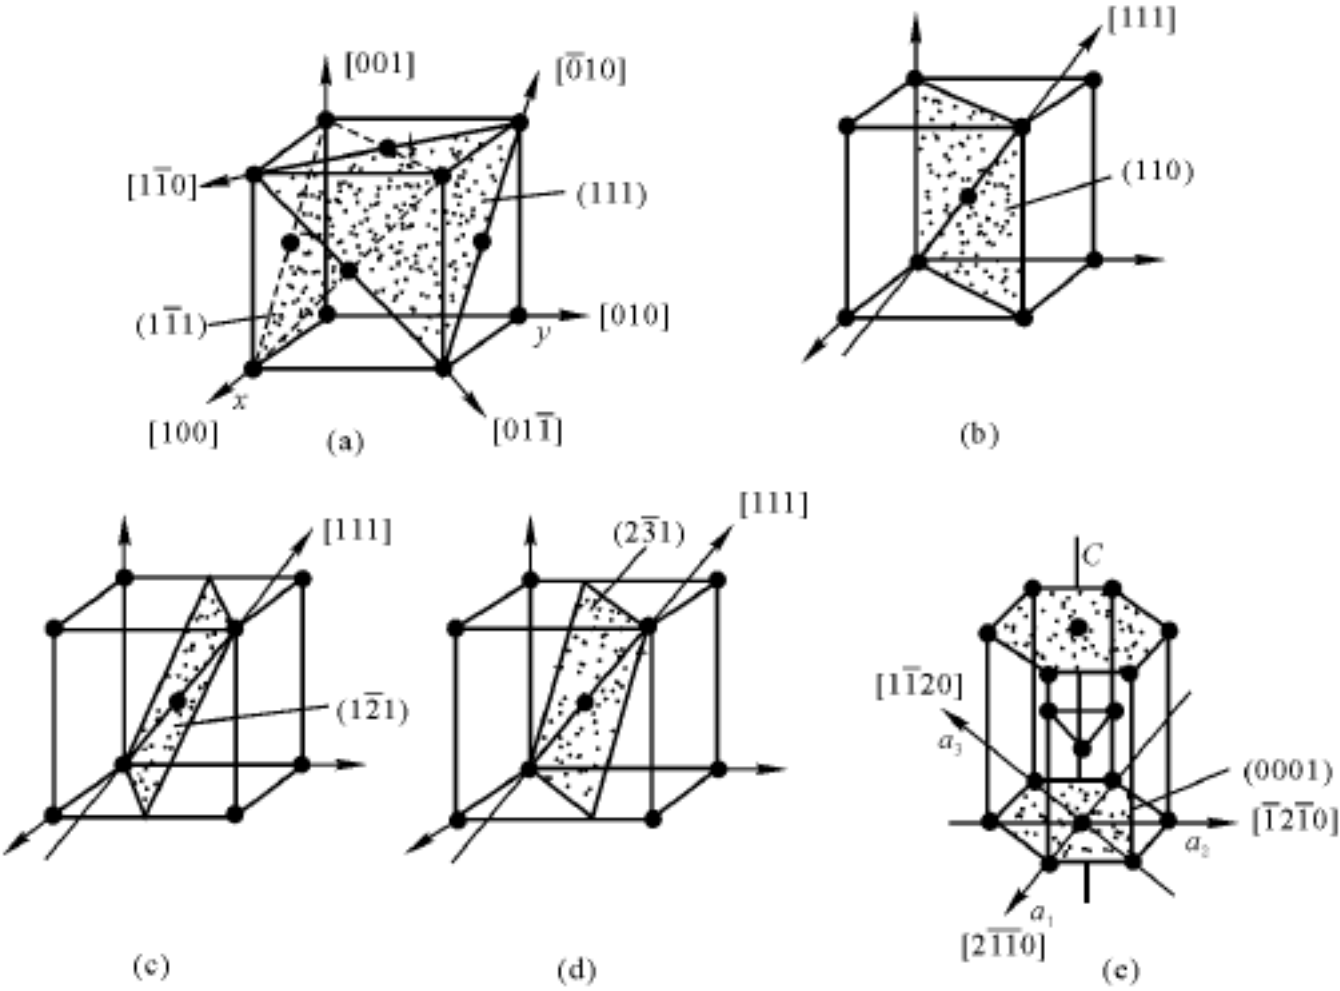 [001]
[0̅10]
[11̅0]
(111)
(11̅1)
[010]
y
x
[100]
[011̅]
(a)
[111]
(110)
(b)
[111]
(12̅1)
(c)
[111]
(23̅1)
(d)
C
[11̅20]
a₃
(0001)
[1̅21̅0]
a₂
a₁
[21̅1̅0]
(e)